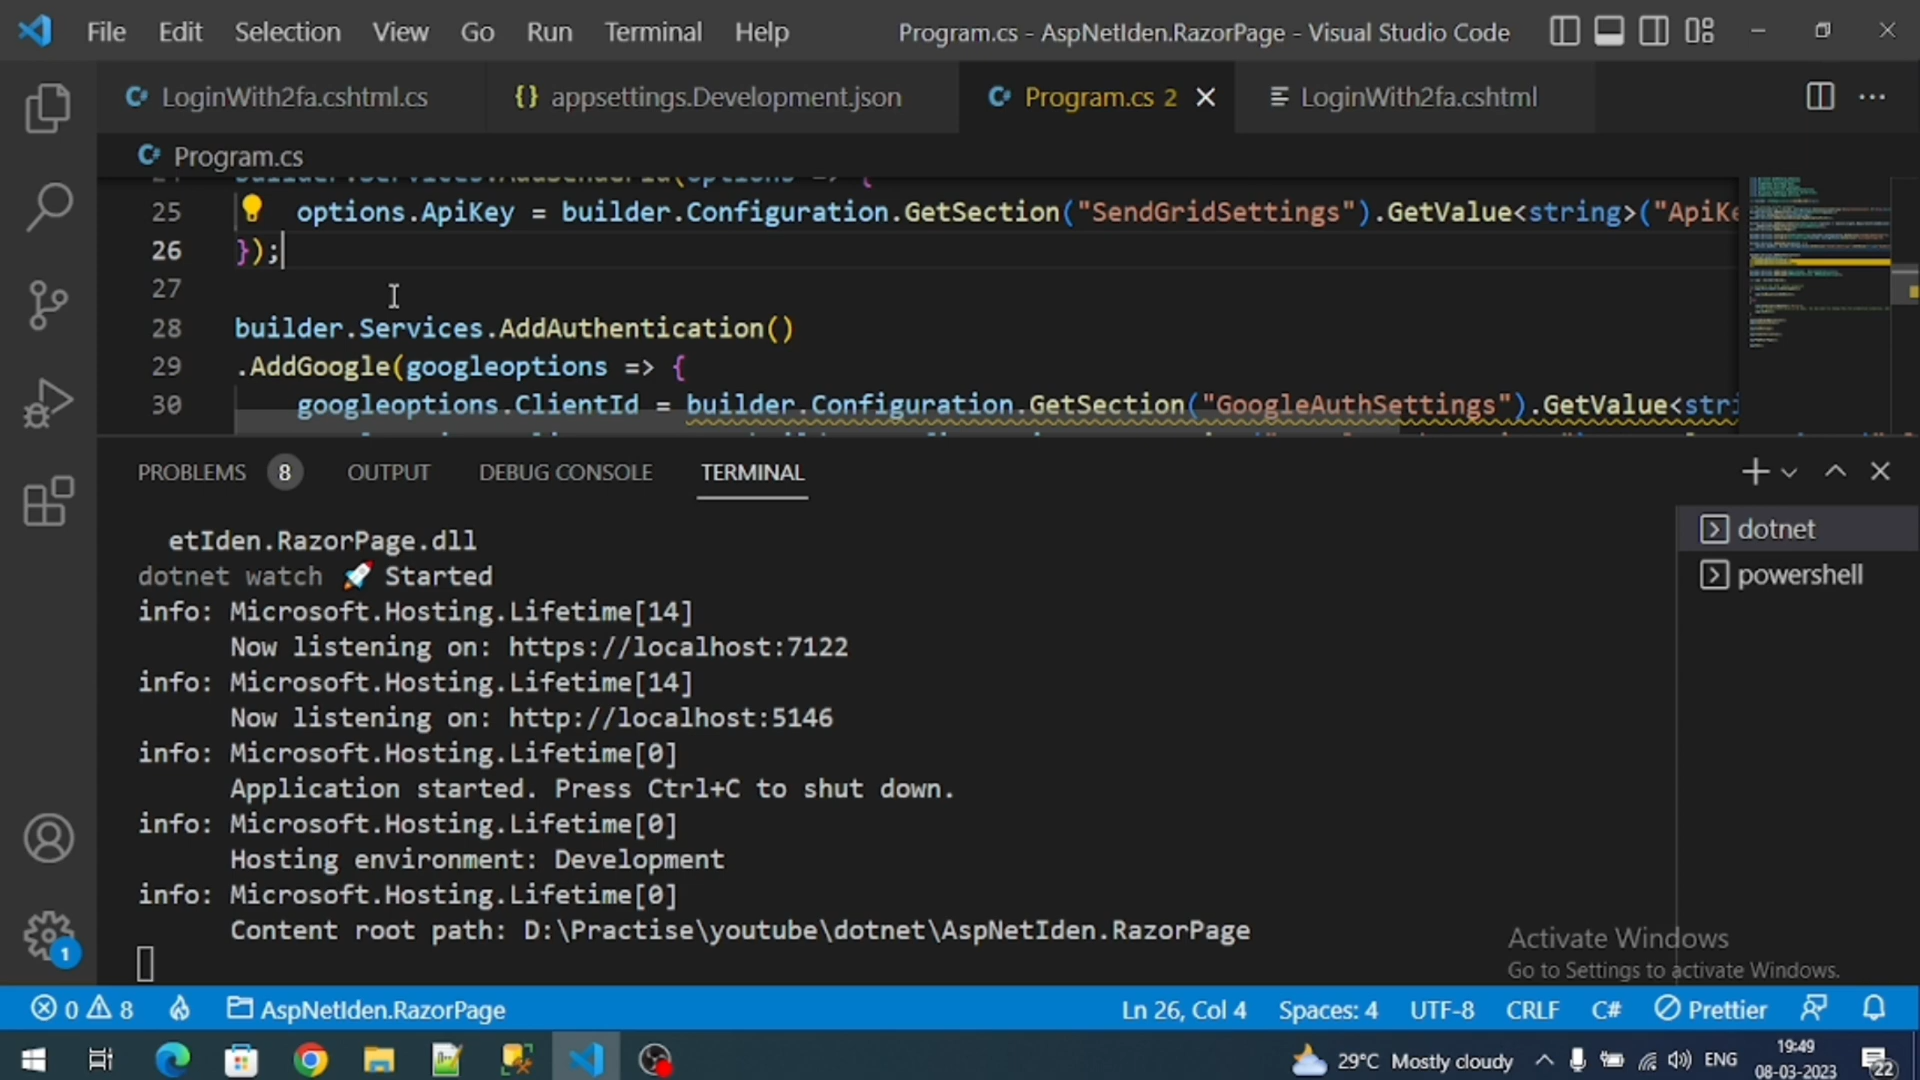 File Edit Selection View Go Run Terminal Help Program.cs - AspNetIden.RazorPage - Visual Studio Code
LoginWith2fa.cshtml.cs {} appsettings.Development.json Program.cs 2 LoginWith2fa.cshtml
Program.cs
25 options.ApiKey = builder.Configuration.GetSection("SendGridSettings").GetValue<string>("ApiKe
26 });
27
28 builder.Services.AddAuthentication()
29 .AddGoogle(googleoptions => {
30 googleoptions.ClientId = builder.Configuration.GetSection("GoogleAuthSettings").GetValue<stri
PROBLEMS 8 OUTPUT DEBUG CONSOLE TERMINAL
etIden.RazorPage.dll
dotnet watch 🚀 Started
info: Microsoft.Hosting.Lifetime[14]
Now listening on: https://localhost:7122
info: Microsoft.Hosting.Lifetime[14]
Now listening on: http://localhost:5146
info: Microsoft.Hosting.Lifetime[0]
Application started. Press Ctrl+C to shut down.
info: Microsoft.Hosting.Lifetime[0]
Hosting environment: Development
info: Microsoft.Hosting.Lifetime[0]
Content root path: D:\Practise\youtube\dotnet\AspNetIden.RazorPage
dotnet
powershell
Activate Windows
Go to Settings to activate Windows.
1
0 8 AspNetIden.RazorPage Ln 26, Col 4 Spaces: 4 UTF-8 CRLF C# Prettier
29°C Mostly cloudy ENG 19:49
08-03-2023 22